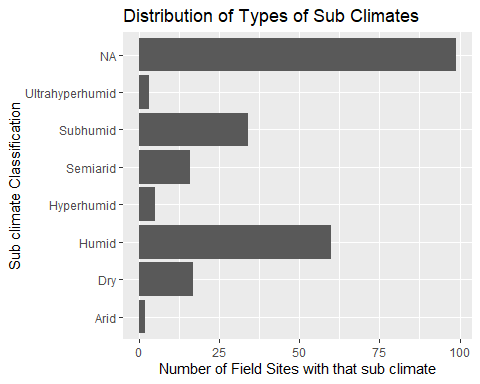 Distribution of Types of Sub Climates
Sub climate Classification
NA
Ultrahyperhumid
Subhumid
Semiarid
Hyperhumid
Humid
Dry
Arid
0 25 50 75 100
Number of Field Sites with that sub climate